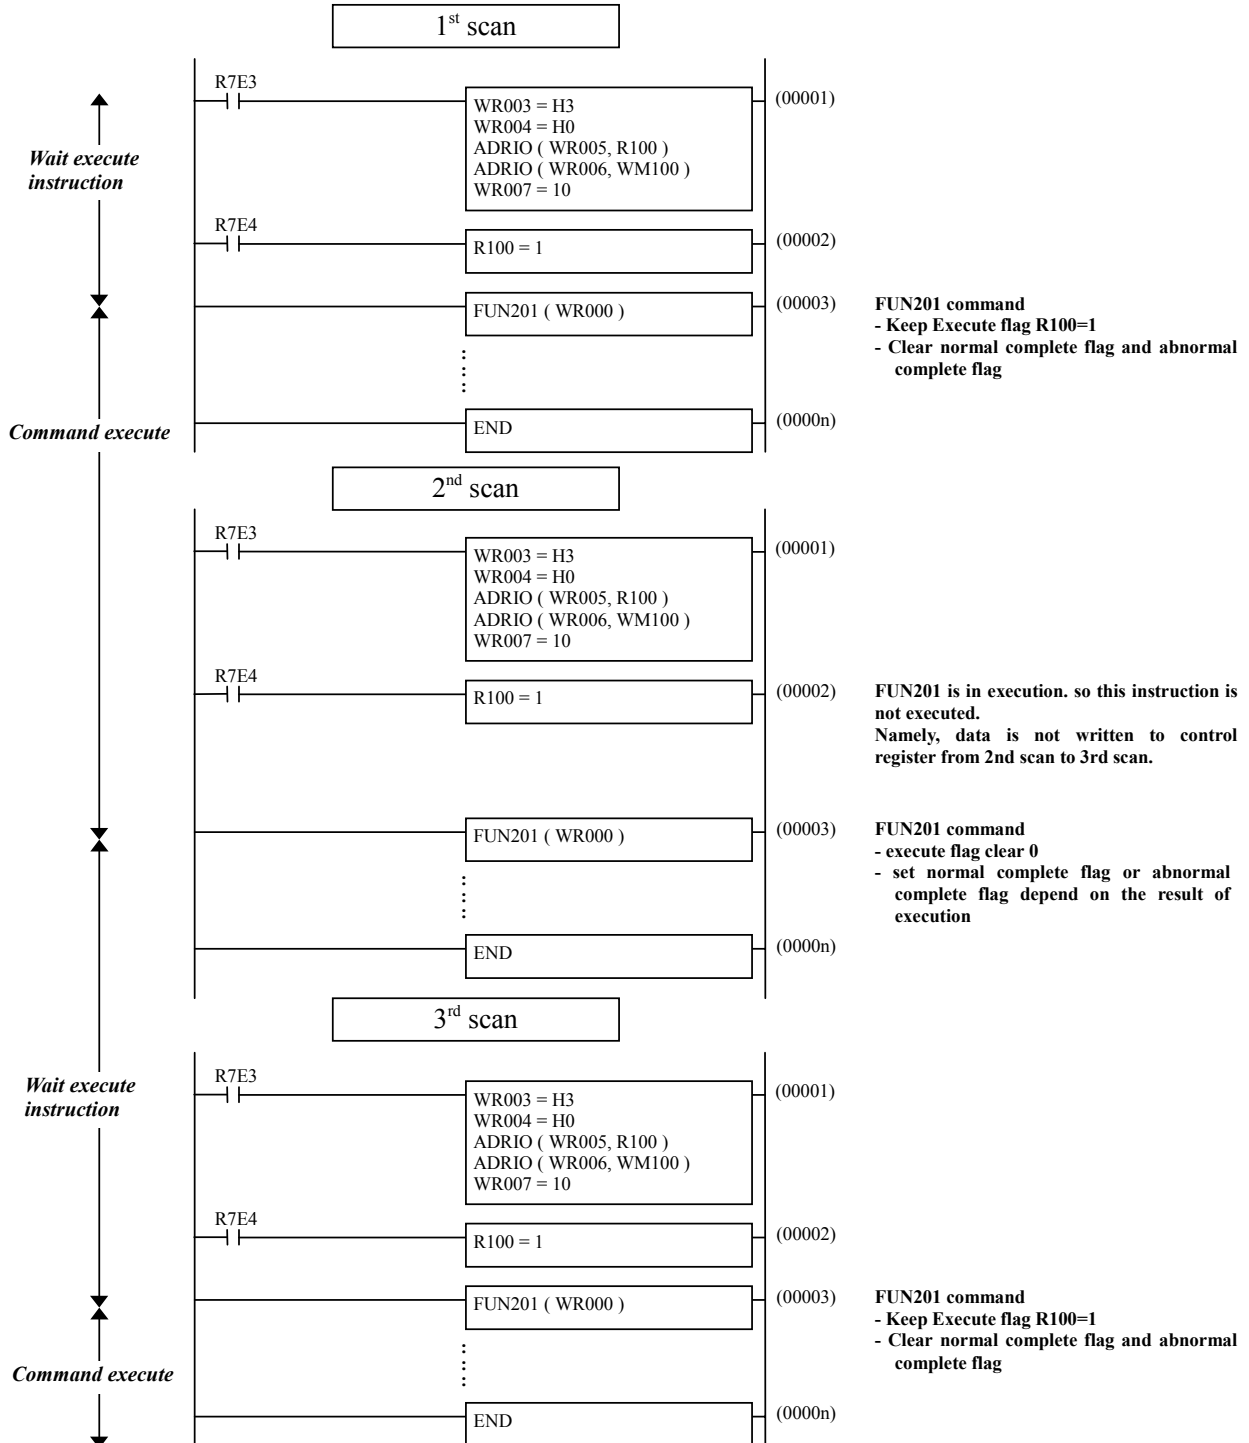 1st scan
R7E3
WR003 = H3
WR004 = H0
ADRIO ( WR005, R100 )
ADRIO ( WR006, WM100 )
WR007 = 10
(00001)
Wait execute
instruction
R7E4
R100 = 1
(00002)
FUN201 ( WR000 )
(00003)
FUN201 command
- Keep Execute flag R100=1
- Clear normal complete flag and abnormal
complete flag
Command execute
END
(0000n)
2nd scan
R7E3
WR003 = H3
WR004 = H0
ADRIO ( WR005, R100 )
ADRIO ( WR006, WM100 )
WR007 = 10
(00001)
R7E4
R100 = 1
(00002)
FUN201 is in execution. so this instruction is
not executed.
Namely, data is not written to control
register from 2nd scan to 3rd scan.
FUN201 ( WR000 )
(00003)
FUN201 command
- execute flag clear 0
- set normal complete flag or abnormal
complete flag depend on the result of
execution
END
(0000n)
3rd scan
R7E3
WR003 = H3
WR004 = H0
ADRIO ( WR005, R100 )
ADRIO ( WR006, WM100 )
WR007 = 10
(00001)
Wait execute
instruction
R7E4
R100 = 1
(00002)
FUN201 ( WR000 )
(00003)
FUN201 command
- Keep Execute flag R100=1
- Clear normal complete flag and abnormal
complete flag
Command execute
END
(0000n)